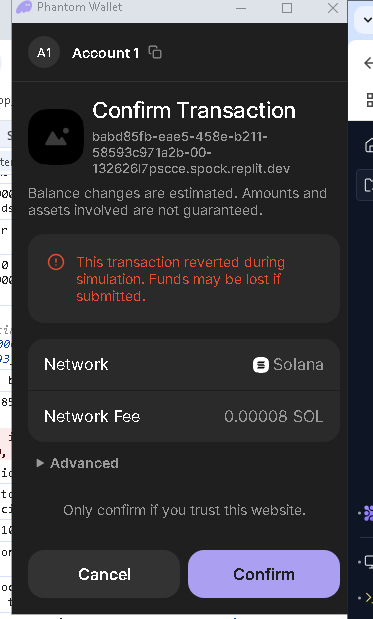 Phantom Wallet
A1 Account 1
Confirm Transaction
babd85fb-eae5-458e-b211-
58593c971a2b-00-
132626l7pscce.spock.replit.dev
Balance changes are estimated. Amounts and
assets involved are not guaranteed.
This transaction reverted during
simulation. Funds may be lost if
submitted.
Network Solana
Network Fee 0.00008 SOL
Advanced
Only confirm if you trust this website.
Cancel Confirm